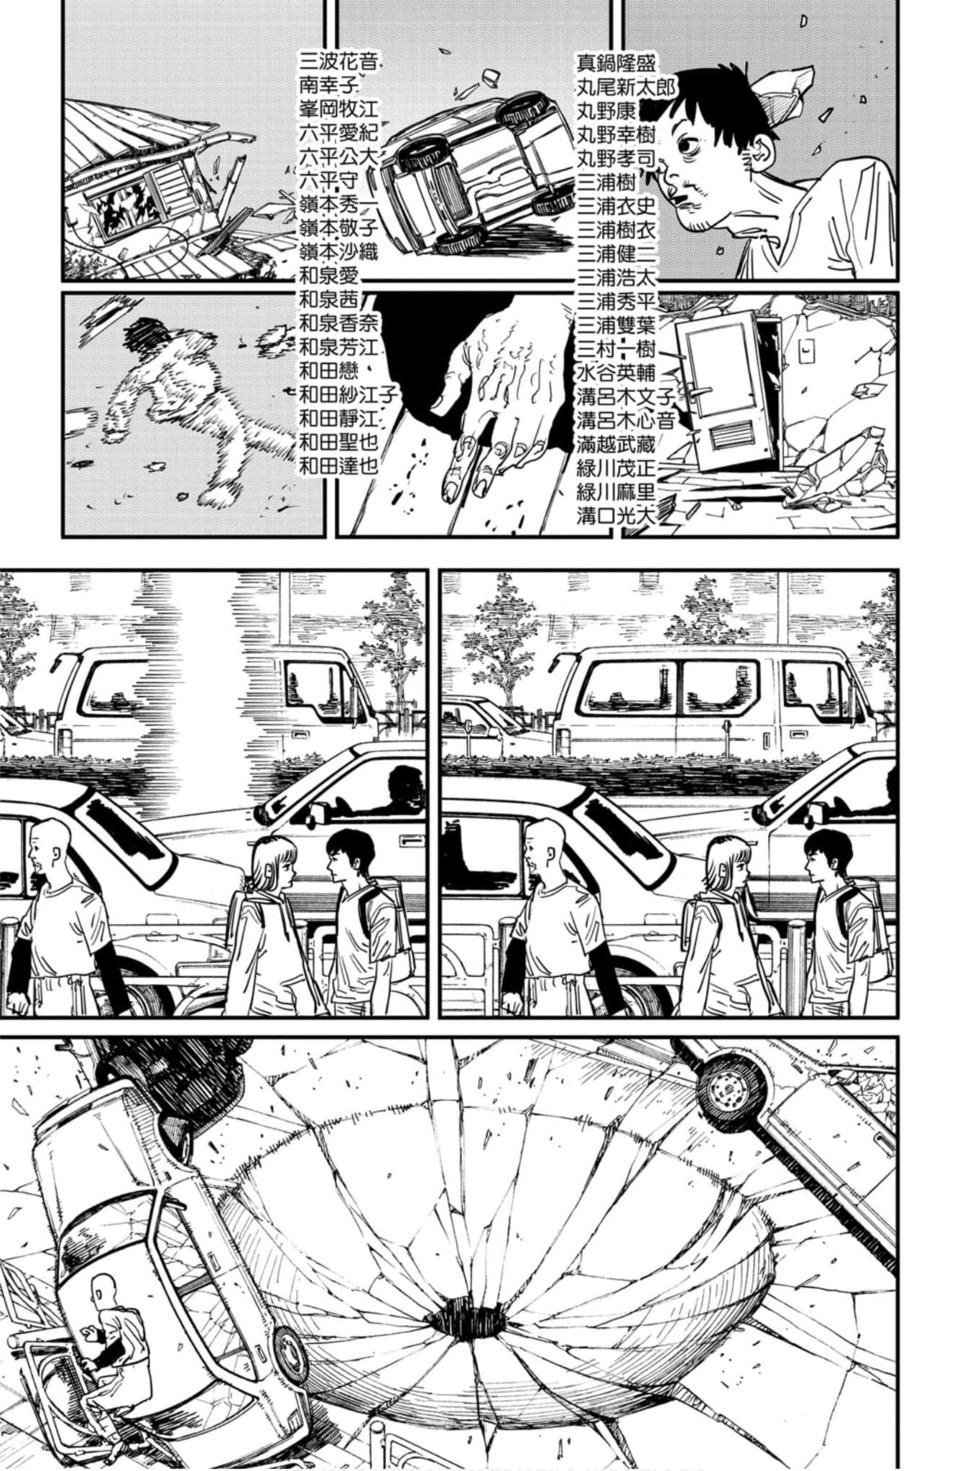 真鍋隆盛
丸尾新太郎
丸野康
丸野幸樹
丸野孝司
三浦樹
三浦衣史
三浦樹衣
三浦健二
三浦浩太
三浦秀平
三浦雙葉
三村一樹
水谷英輔
溝呂木文子
溝呂木心音
滿越武藏
綠川茂正
綠川麻里
溝口光大
三波花音
南幸子
峯岡牧江
六平愛紀
六平公大
六平守
嶺本秀一
嶺本敬子
嶺本沙織
和泉愛
和泉茜
和泉香奈
和泉芳江
和田戀
和田紗江子
和田靜江
和田聖也
和田達也